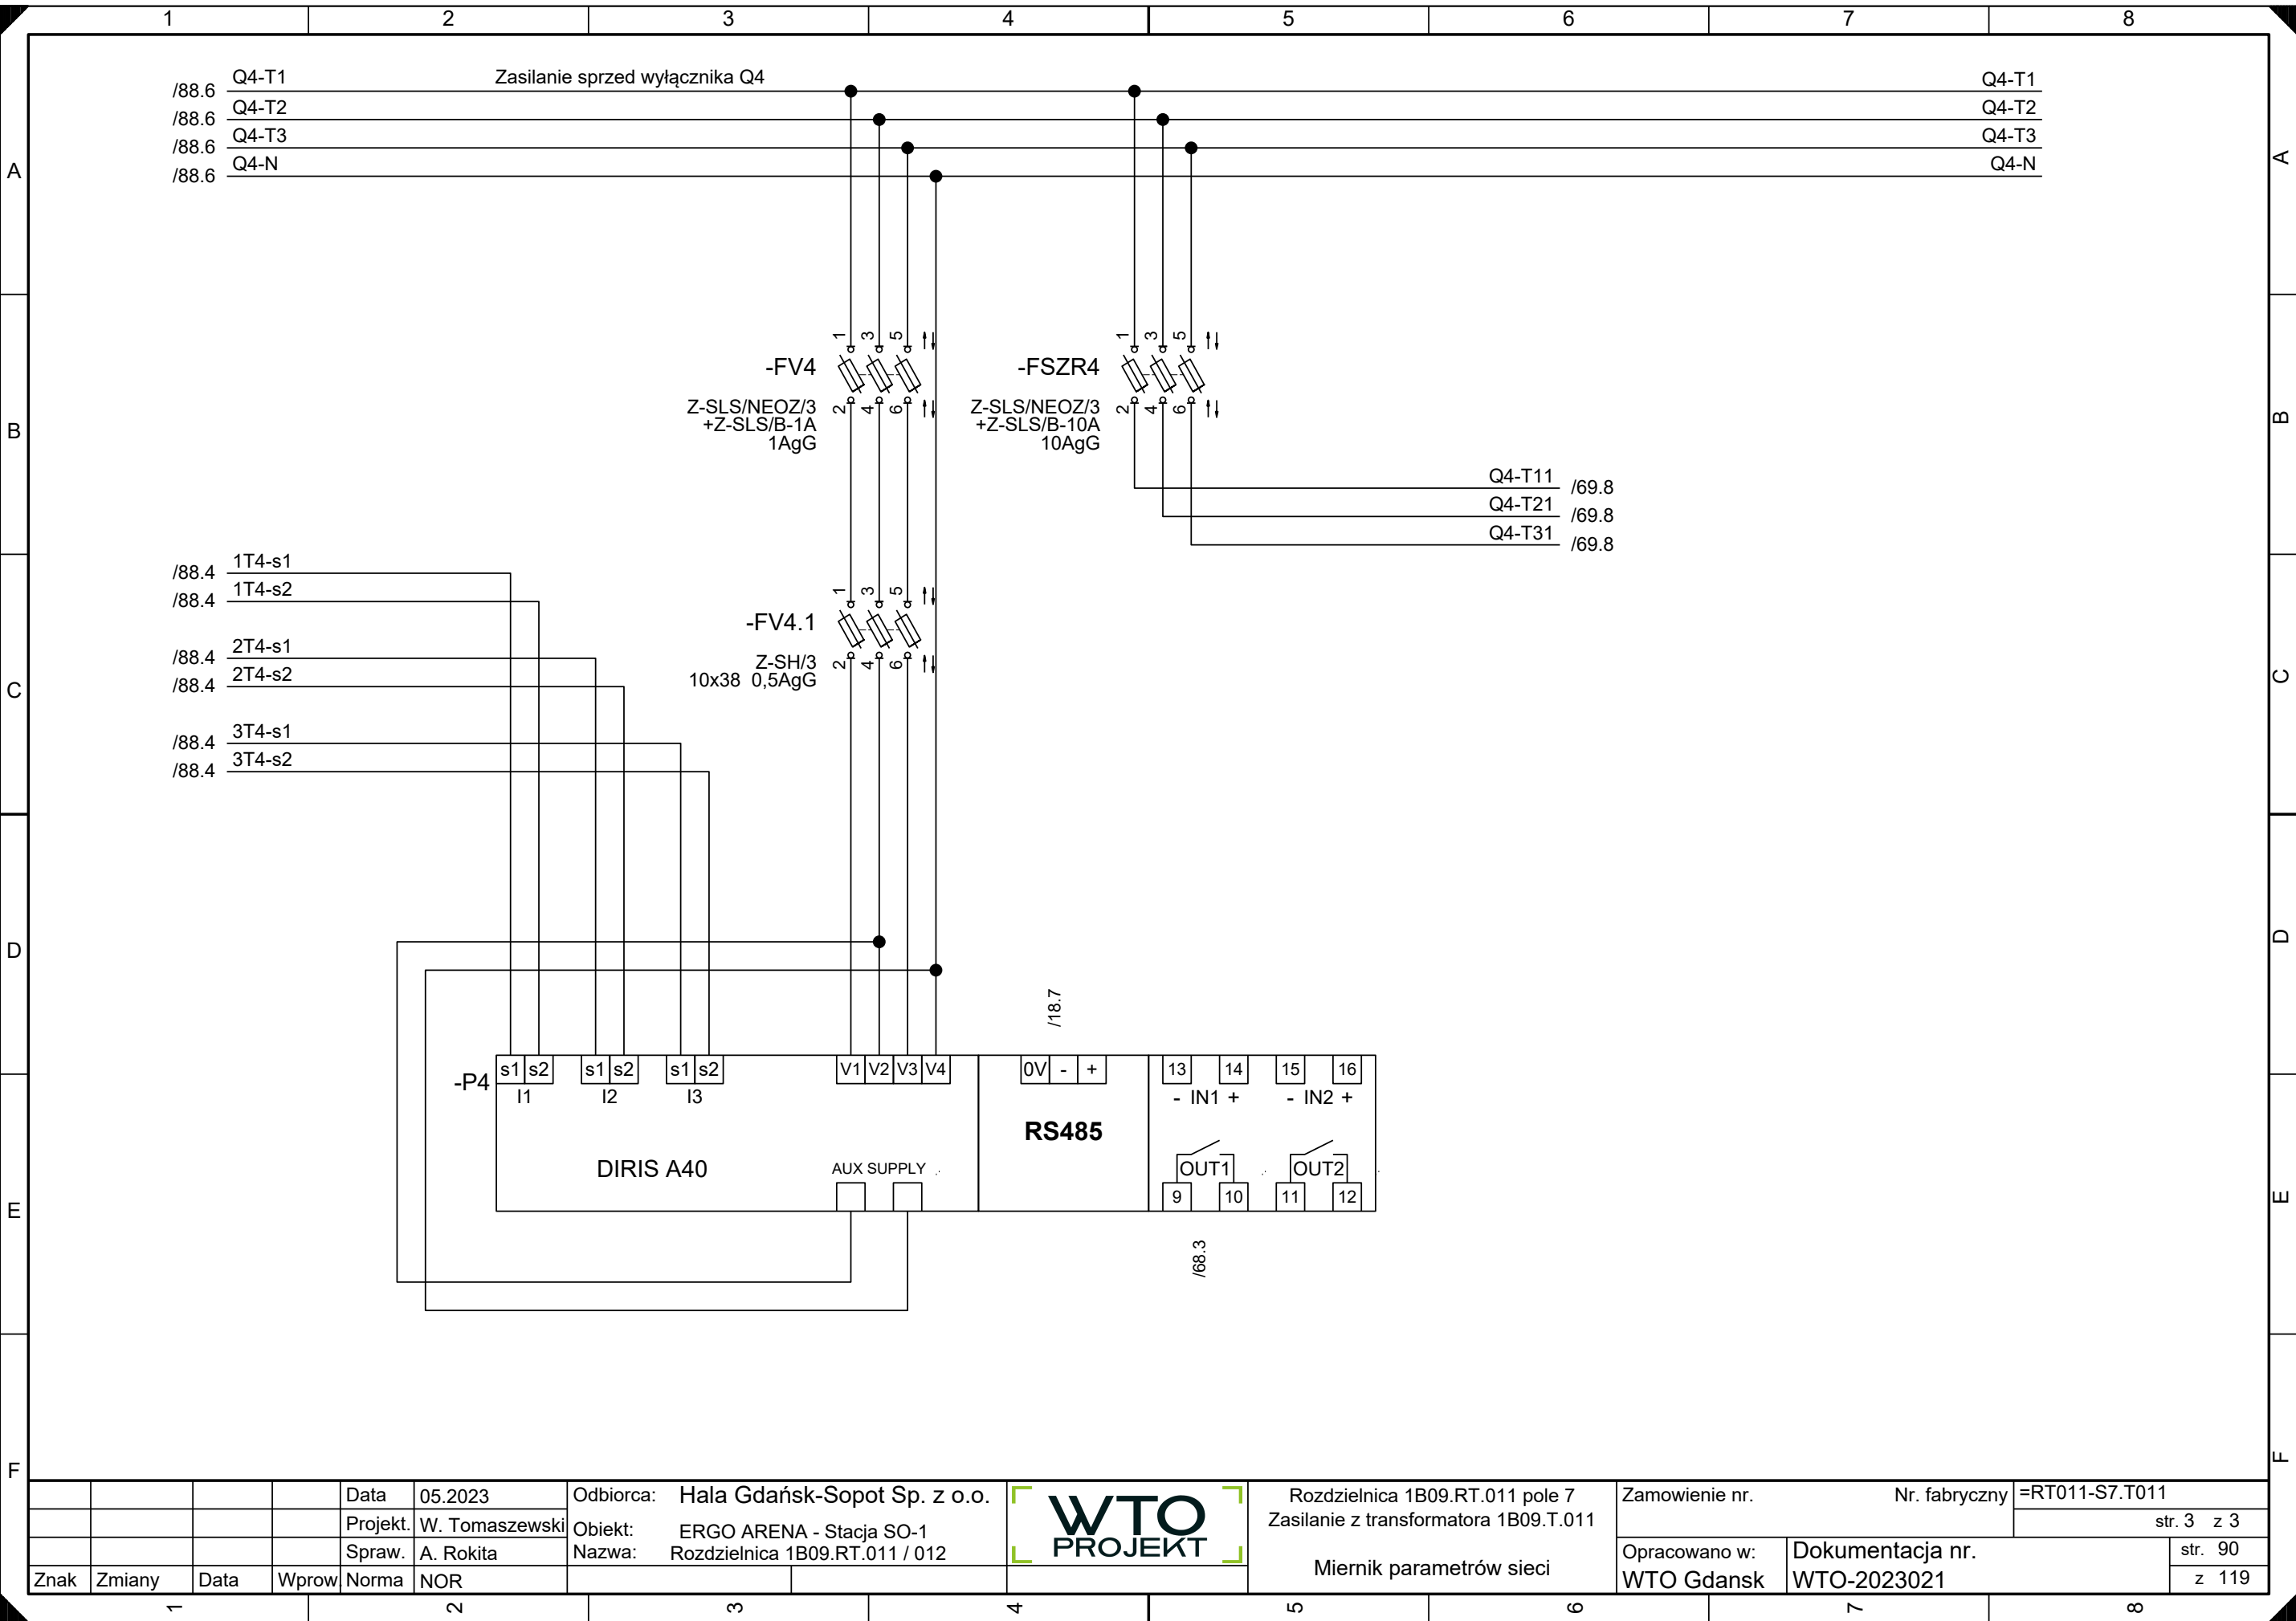 1 2 3 4 5 6 7 8
Q4-T1 Zasilanie sprzed wyłącznika Q4 Q4-T1
/88.6
Q4-T2 Q4-T2
/88.6
Q4-T3 Q4-T3
/88.6
Q4-N Q4-N
/88.6
A A
1 3 5 1 3 5
-FV4 -FSZR4
Z-SLS/NEOZ/3 2 4 6 Z-SLS/NEOZ/3 2 4 6
+Z-SLS/B-1A +Z-SLS/B-10A
1AgG 10AgG
B B
Q4-T11 /69.8
Q4-T21 /69.8
Q4-T31 /69.8
1T4-s1
/88.4
1T4-s2
/88.4
2T4-s1
/88.4
2T4-s2
/88.4
3T4-s1
/88.4
3T4-s2
/88.4
1 3 5
-FV4.1
Z-SH/3 2 4 6
10x38 0,5AgG
C C
D D
/18.7
-P4 s1 s2 s1 s2 s1 s2 V1 V2 V3 V4 0V - + 13 14 15 16
I1 I2 I3 - IN1 + - IN2 +
RS485
DIRIS A40 AUX SUPPLY OUT1 OUT2
9 10 11 12
E E
/68.3
F F
Data 05.2023
Projekt. W. Tomaszewski
Spraw. A. Rokita
Znak Zmiany Data Wprow. Norma NOR
Odbiorca: Hala Gdańsk-Sopot Sp. z o.o.
Obiekt: ERGO ARENA - Stacja SO-1
Nazwa: Rozdzielnica 1B09.RT.011 / 012
WTO
PROJEKT
Rozdzielnica 1B09.RT.011 pole 7
Zasilanie z transformatora 1B09.T.011
Miernik parametrów sieci
Zamowienie nr. Nr. fabryczny =RT011-S7.T011
str. 3 z 3
Opracowano w: Dokumentacja nr. str. 90
WTO Gdansk WTO-2023021 z 119
1 2 3 4 5 6 7 8